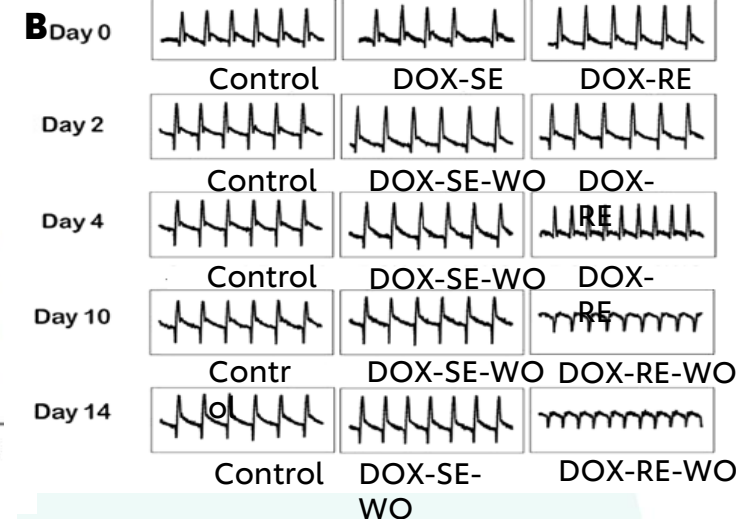 B Day 0
Control DOX-SE DOX-RE
Day 2
Control DOX-SE-WO DOX-
RE
Day 4
Control DOX-SE-WO DOX-
RE
Day 10
Contr DOX-SE-WO DOX-RE-WO
ol
Day 14
Control DOX-SE- DOX-RE-WO
WO